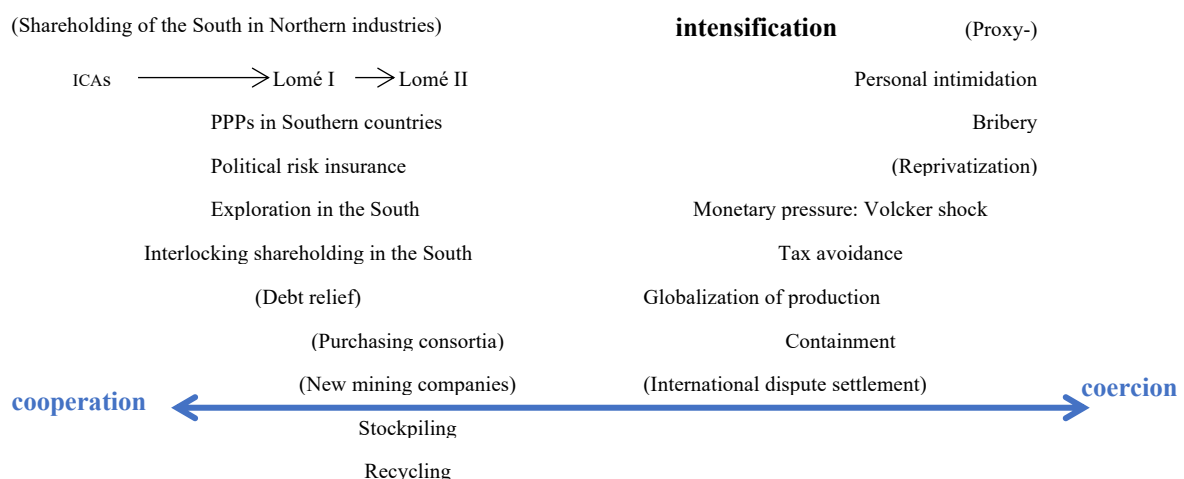 (Shareholding of the South in Northern industries) intensification (Proxy-)
ICAs Lomé I Lomé II Personal intimidation
PPPs in Southern countries Bribery
Political risk insurance (Reprivatization)
Exploration in the South Monetary pressure: Volcker shock
Interlocking shareholding in the South Tax avoidance
(Debt relief) Globalization of production
(Purchasing consortia) Containment
(New mining companies) (International dispute settlement)
cooperation coercion
Stockpiling
Recycling